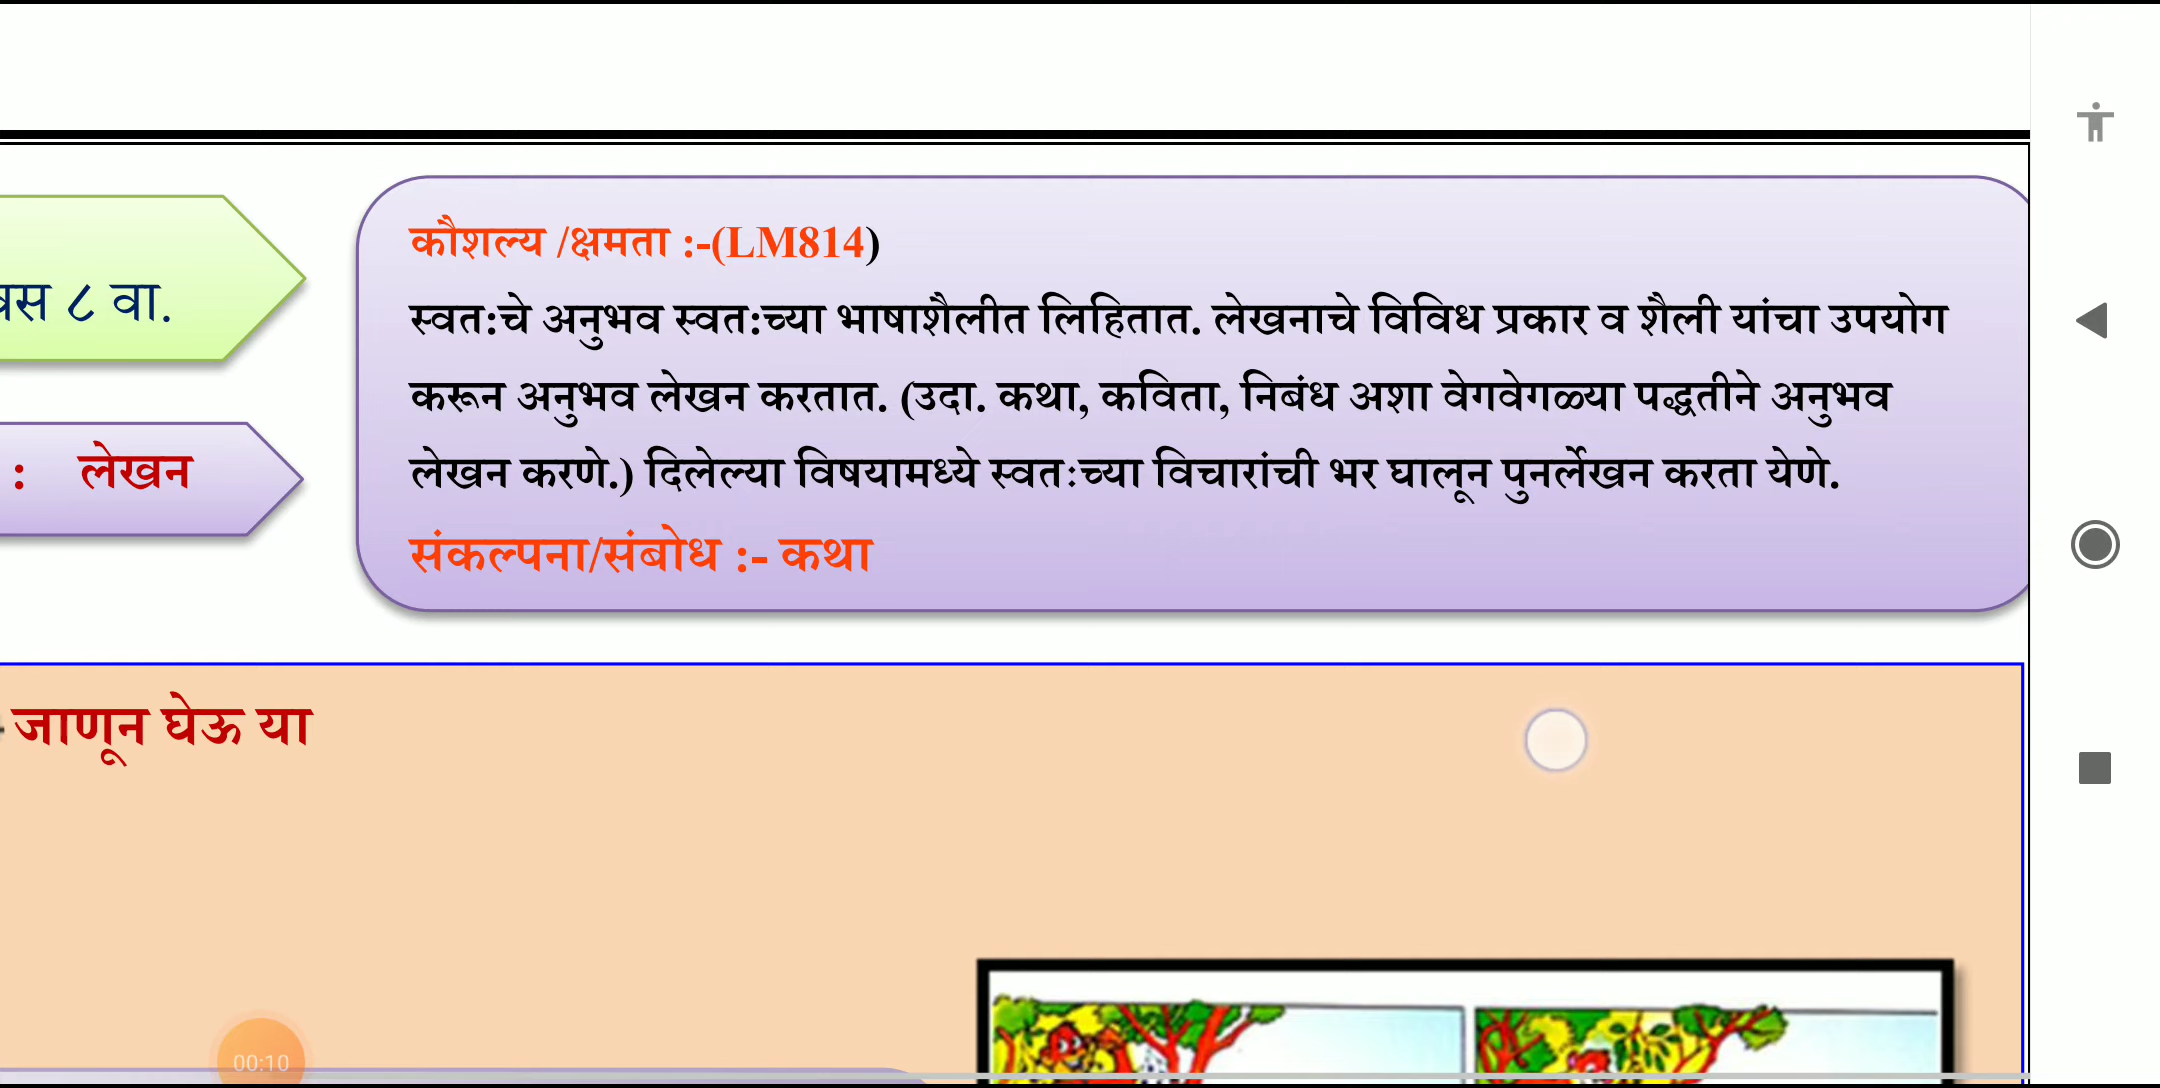 वस ८ वा.
: लेखन
कौशल्य /क्षमता :-(LM814)
स्वत:चे अनुभव स्वत:च्या भाषाशैलीत लिहितात. लेखनाचे विविध प्रकार व शैली यांचा उपयोग
करून अनुभव लेखन करतात. (उदा. कथा, कविता, निबंध अशा वेगवेगळ्या पद्धतीने अनुभव
लेखन करणे.) दिलेल्या विषयामध्ये स्वतःच्या विचारांची भर घालून पुनर्लेखन करता येणे.
संकल्पना/संबोध :- कथा
जाणून घेऊ या
00:10